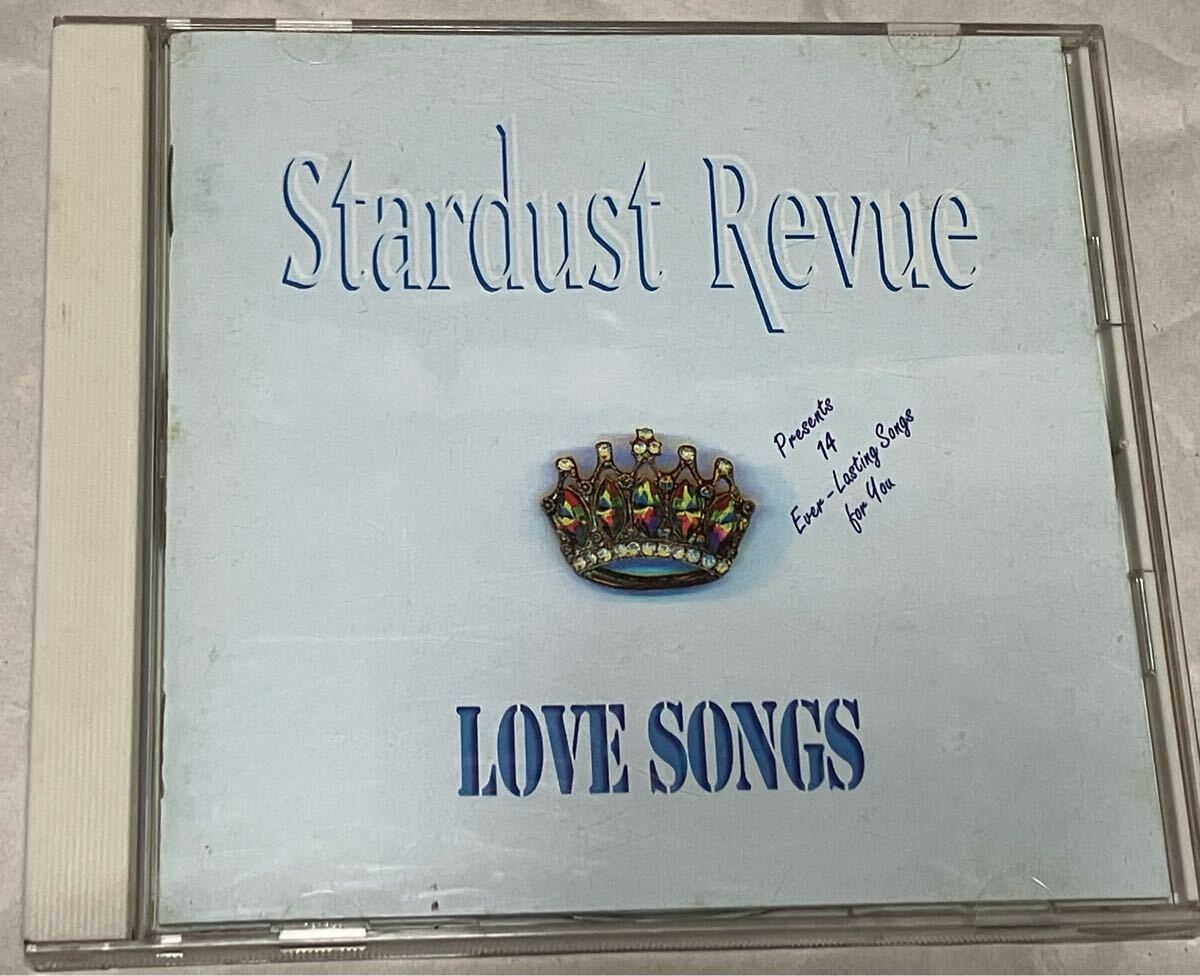 Stardust Revue
Presents
14
Ever-Lasting Songs
for You
LOVE SONGS